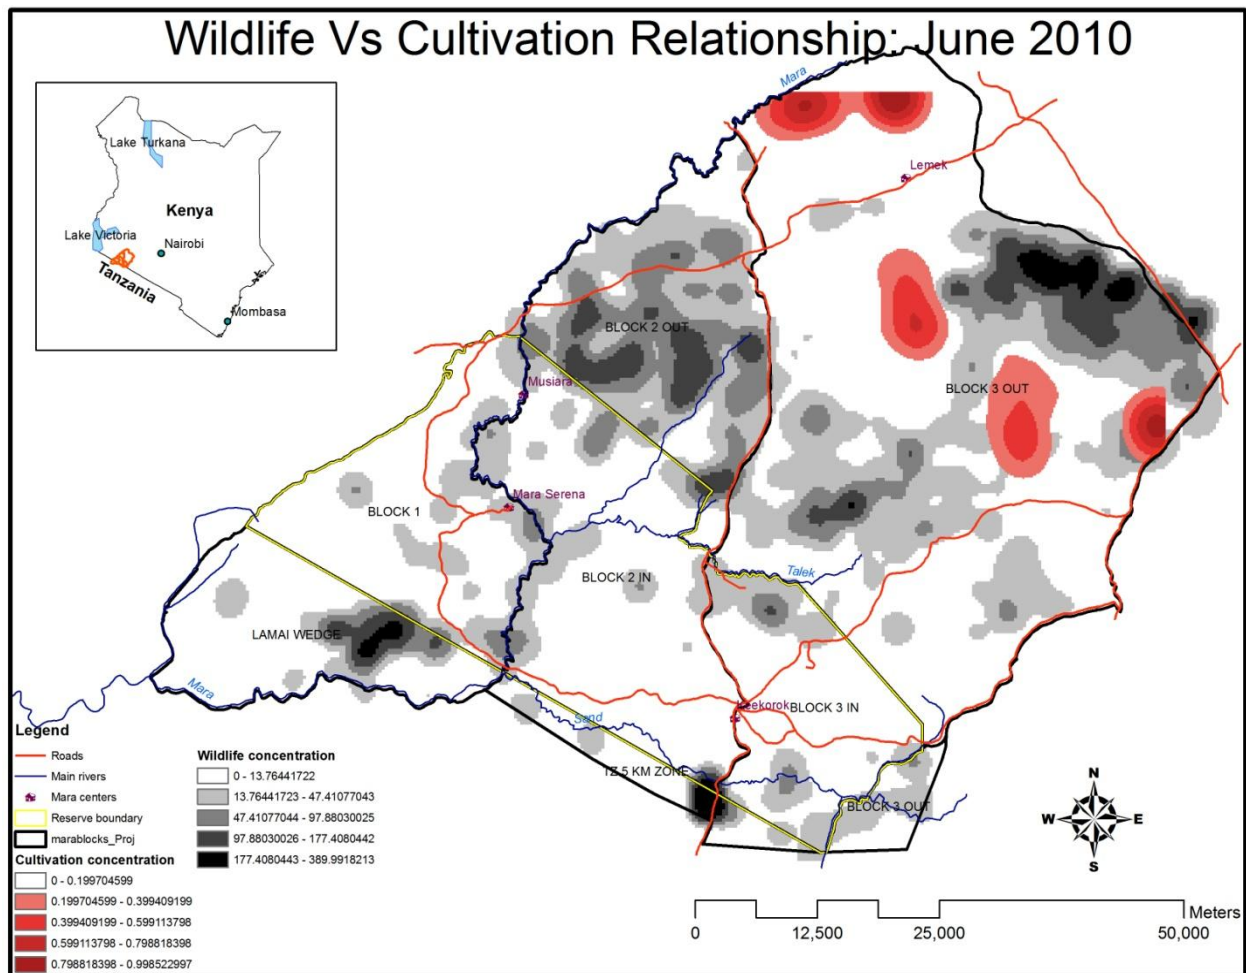 Wildlife Vs Cultivation Relationship: June 2010
Lake Turkana
Kenya
Lake Victoria
Nairobi
Tanzania
Mombasa
Mara
Lemek
BLOCK 2 OUT
Musiara
BLOCK 3 OUT
Mara Serena
BLOCK 1
BLOCK 2 IN
Talek
LAMAI WEDGE
Mara
Sand
Keekorok
BLOCK 3 IN
TZ 5 KM ZONE
BLOCK 3 OUT
Legend
Roads
Main rivers
Mara centers
Reserve boundary
marablocks_Proj
Cultivation concentration
0 - 0.199704599
0.199704599 - 0.399409199
0.399409199 - 0.599113798
0.599113798 - 0.798818398
0.798818398 - 0.998522997
Wildlife concentration
0 - 13.76441722
13.76441723 - 47.41077043
47.41077044 - 97.88030025
97.88030026 - 177.4080442
177.4080443 - 389.9918213
N
W E
S
Meters
0 12,500 25,000 50,000